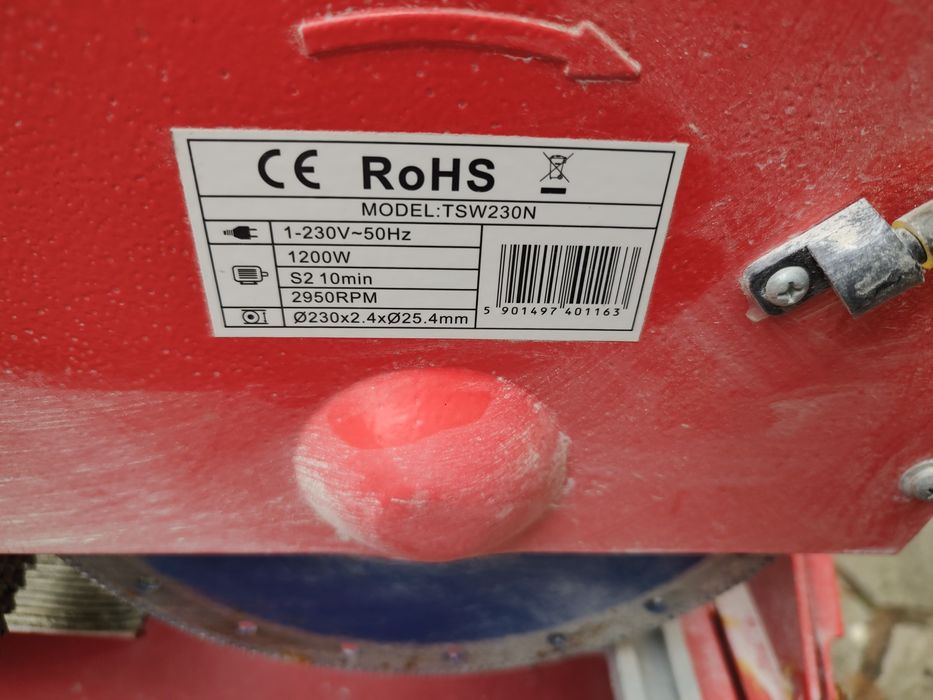 CE RoHS
MODEL:TSW230N
1-230V~50Hz
1200W
S2 10min
2950RPM
Ø230x2.4xØ25.4mm
5 901497 401163